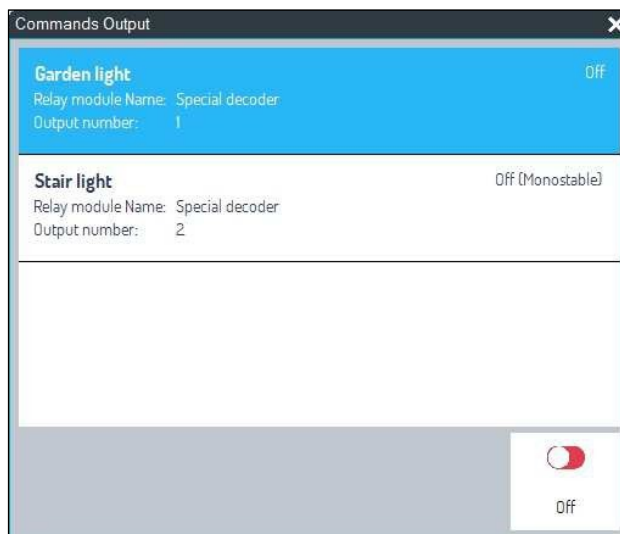 Commands Output
Garden light Off
Relay module Name: Special decoder
Output number: 1
Stair light Off (Monostable)
Relay module Name: Special decoder
Output number: 2
Off